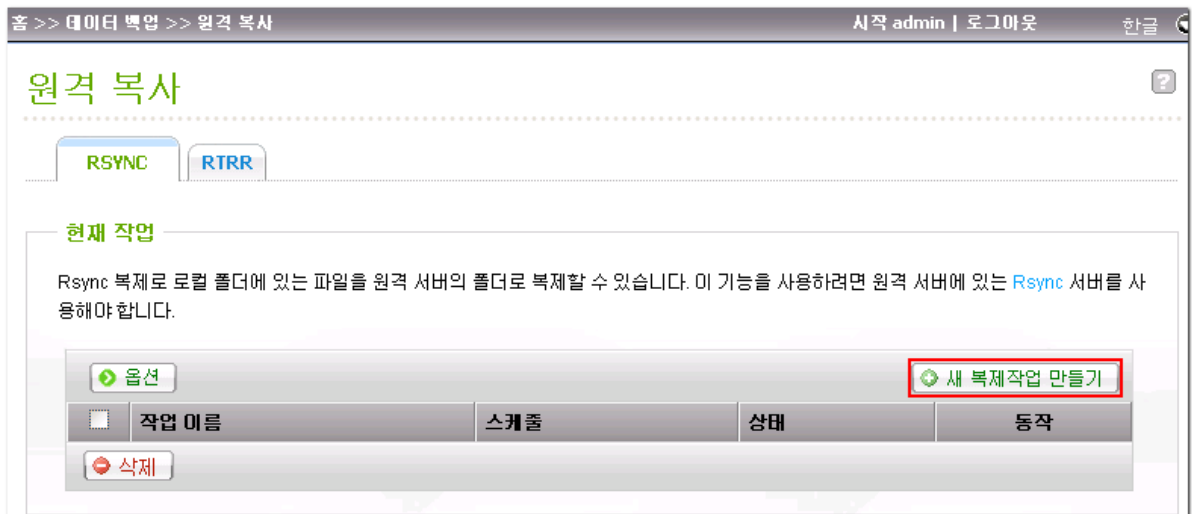 홈 >> 데이터 백업 >> 원격 복사 시작 admin | 로그아웃 한글
원격 복사
?
RSYNC RTRR
현재 작업
Rsync 복제로 로컬 폴더에 있는 파일을 원격 서버의 폴더로 복제할 수 있습니다. 이 기능을 사용하려면 원격 서버에 있는 Rsync 서버를 사
용해야 합니다.
옵션 새 복제작업 만들기
작업 이름 스케줄 상태 동작
삭제